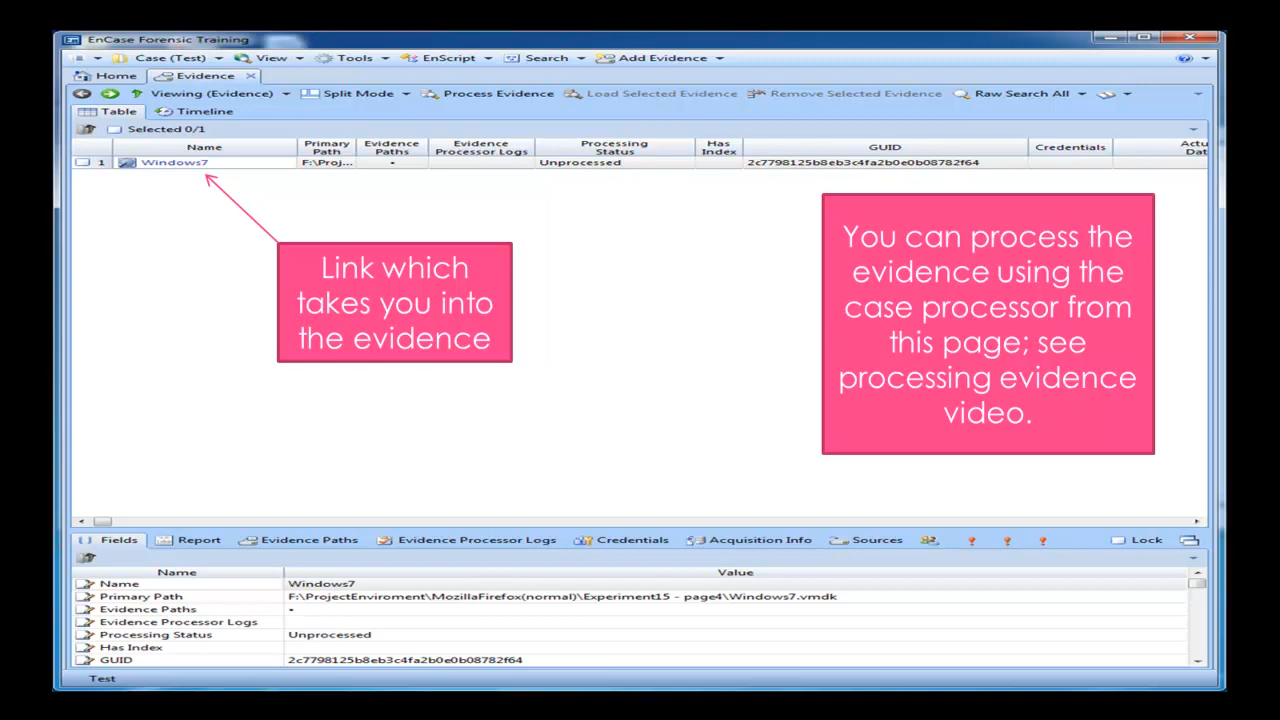 EnCase Forensic Training
Case (Test) View Tools EnScript Search Add Evidence
Home Evidence
Viewing (Evidence) Split Mode Process Evidence Load Selected Evidence Remove Selected Evidence Raw Search All
Table Timeline
Selected 0/1
Name Primary Path Evidence Paths Evidence Processor Logs Processing Status Has Index GUID Credentials Actu Dat
1 Windows7 F:\Proj... • Unprocessed 2c7798125b8eb3c4fa2b0e0b08782f64
Link which
takes you into
the evidence
You can process the
evidence using the
case processor from
this page; see
processing evidence
video.
Fields Report Evidence Paths Evidence Processor Logs Credentials Acquisition Info Sources Lock
Name Value
Name Windows7
Primary Path F:\ProjectEnviroment\MozillaFirefox(normal)\Experiment15 - page4\Windows7.vmdk
Evidence Paths •
Evidence Processor Logs
Processing Status Unprocessed
Has Index
GUID 2c7798125b8eb3c4fa2b0e0b08782f64
Test